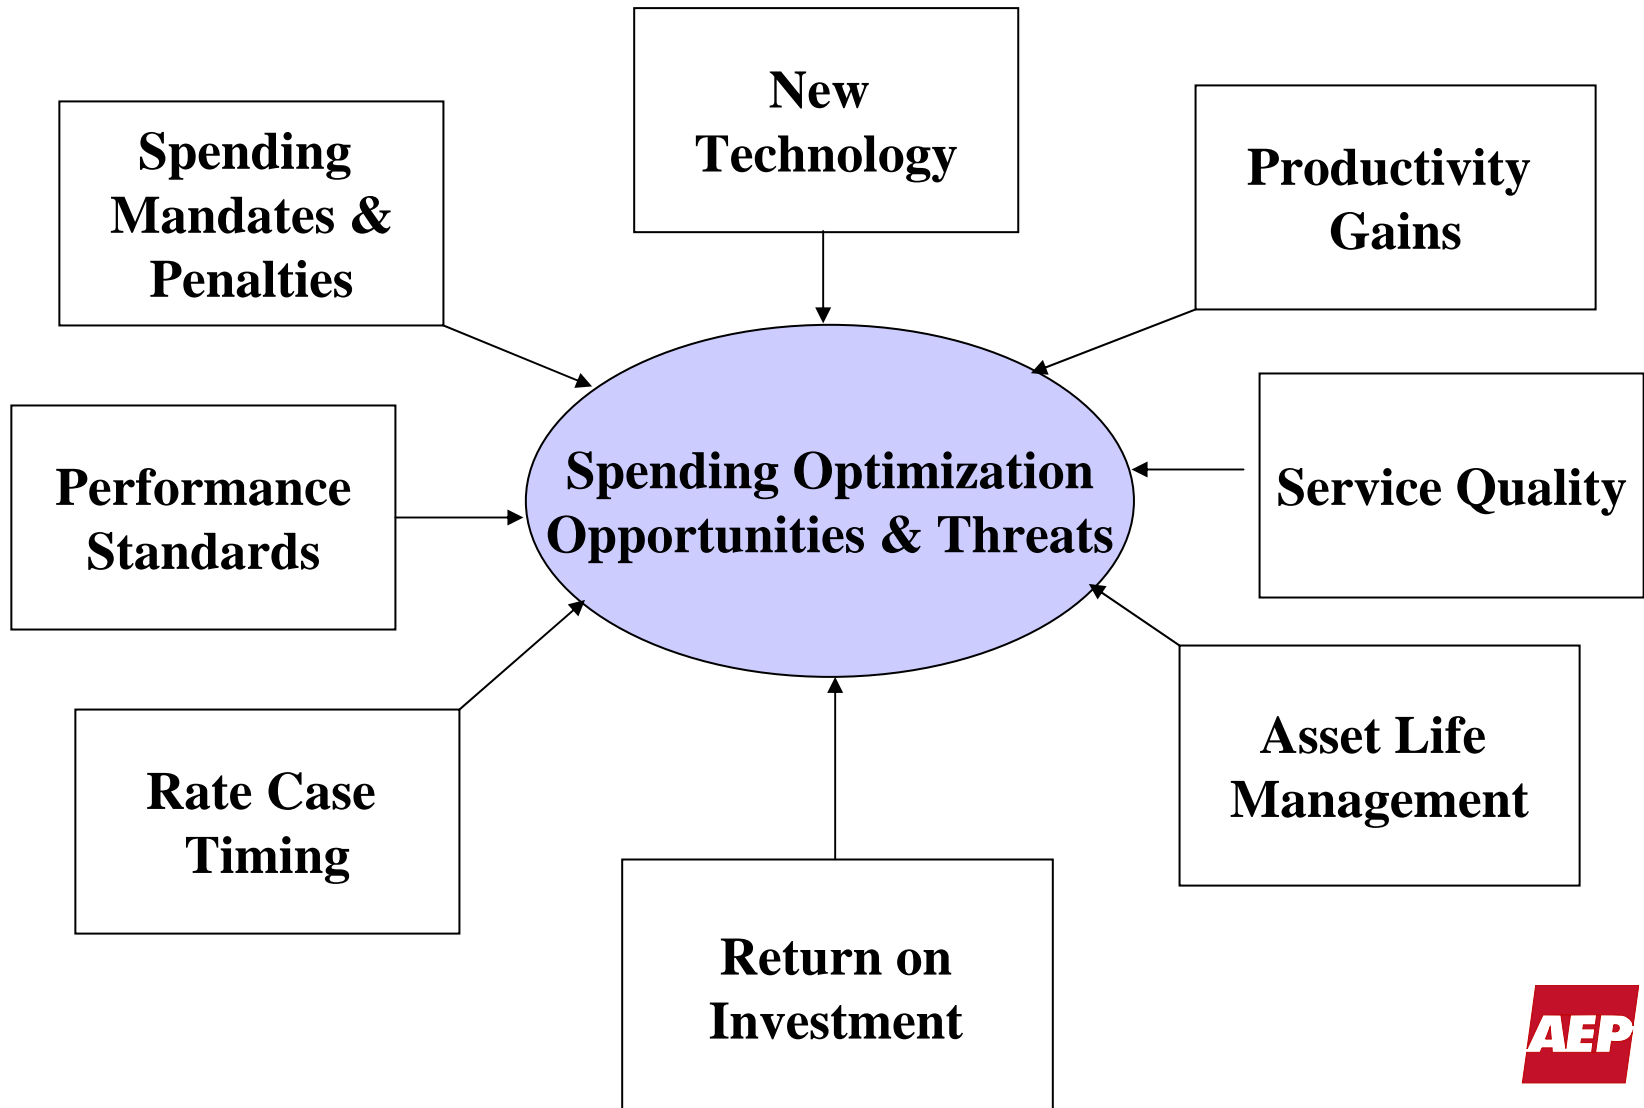 New
Technology
Spending
Mandates &
Penalties
Productivity
Gains
Performance
Standards
Spending Optimization
Opportunities & Threats
Service Quality
Rate Case
Timing
Asset Life
Management
Return on
Investment
AEP